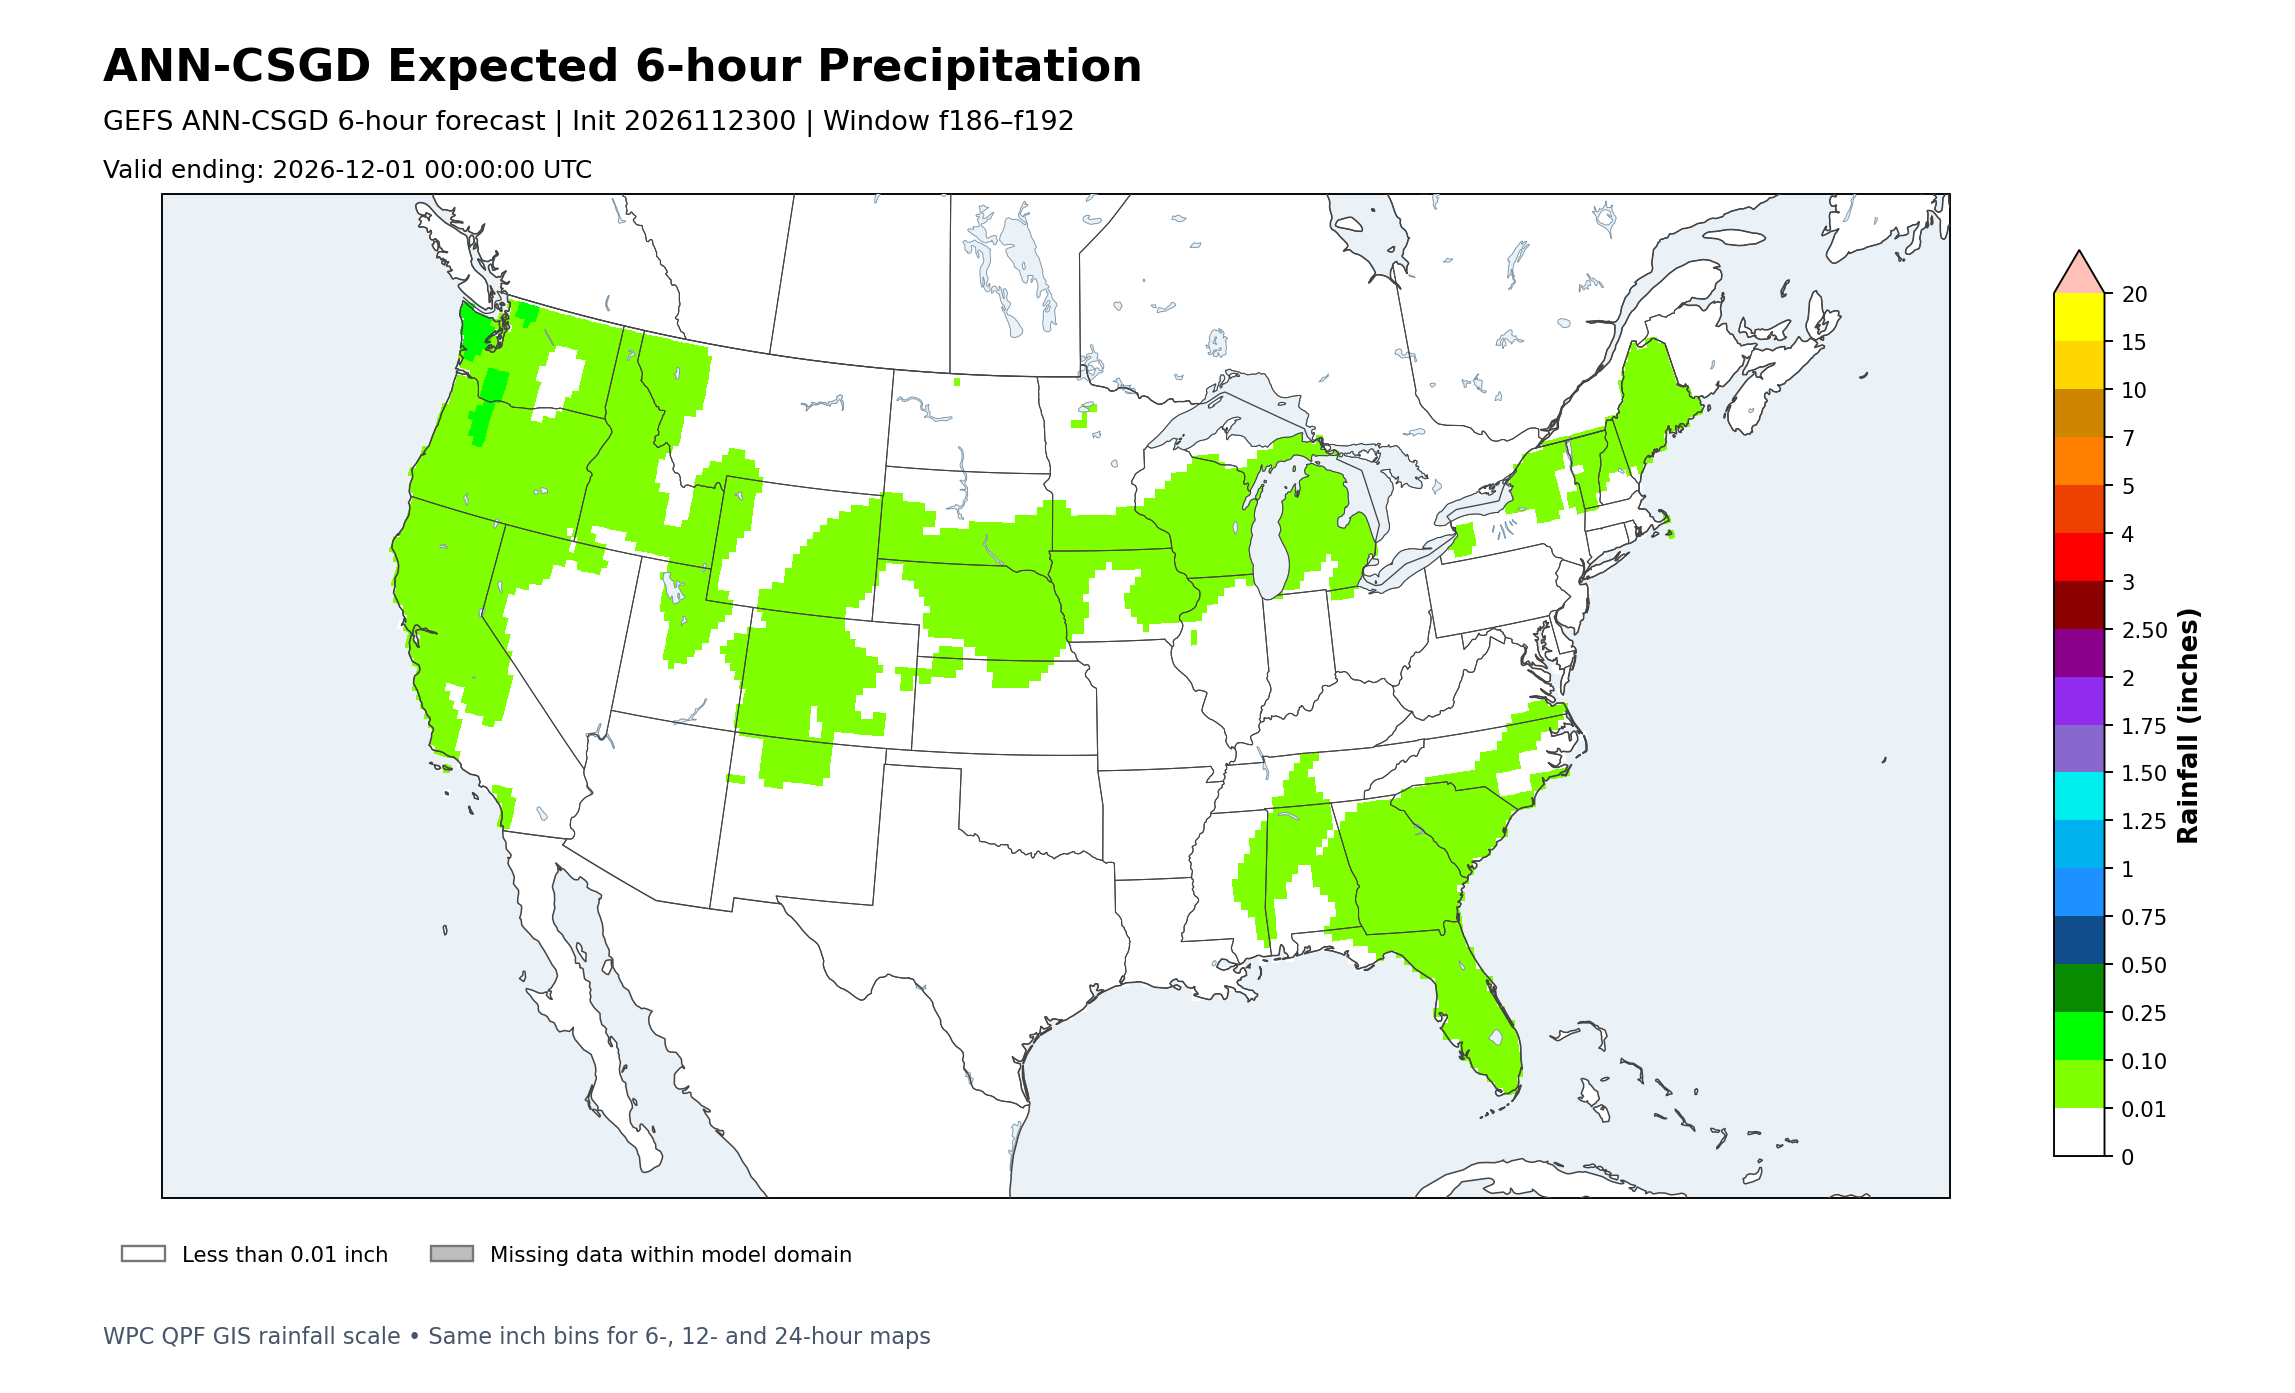 ANN-CSGD Expected 6-hour Precipitation
GEFS ANN-CSGD 6-hour forecast | Init 2026112300 | Window f186–f192
Valid ending: 2026-12-01 00:00:00 UTC
20
15
10
7
5
4
3
2.50
2
1.75
1.50
1.25
1
0.75
0.50
0.25
0.10
0.01
0
Rainfall (inches)
Less than 0.01 inch
Missing data within model domain
WPC QPF GIS rainfall scale • Same inch bins for 6-, 12- and 24-hour maps